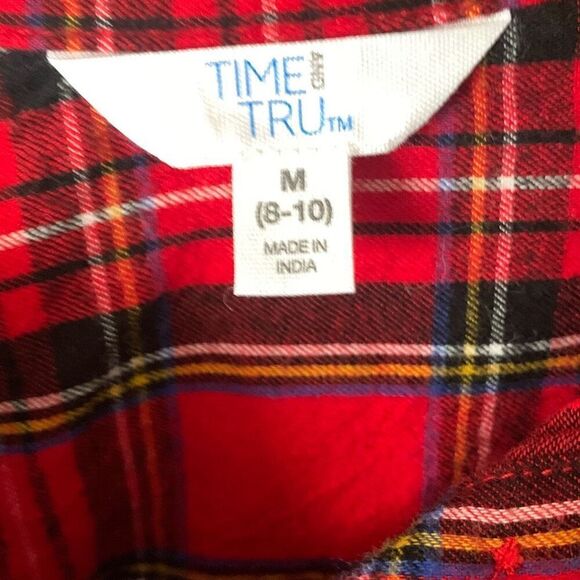 TIME AND
TRU™
M
(8-10)
MADE IN
INDIA